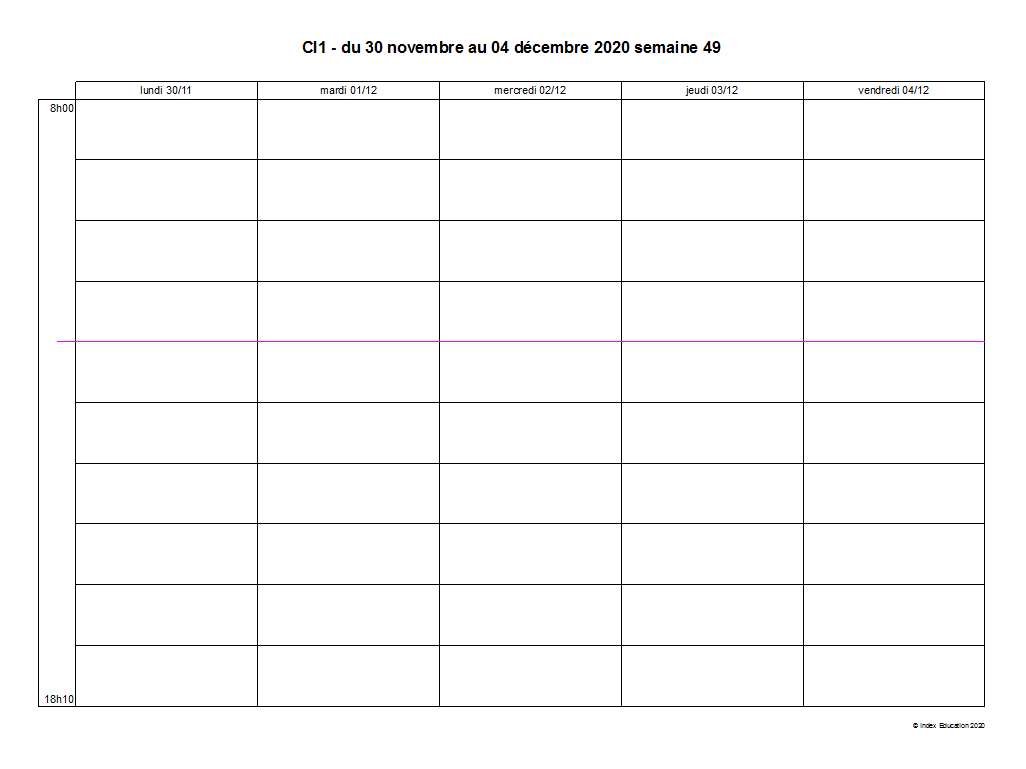 CI1 - du 30 novembre au 04 décembre 2020 semaine 49
lundi 30/11 mardi 01/12 mercredi 02/12 jeudi 03/12 vendredi 04/12
8h00
18h10
© Index Education 2020